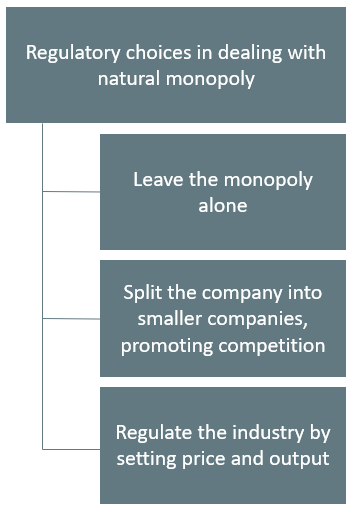 Regulatory choices in dealing with
natural monopoly
Leave the monopoly
alone
Split the company into
smaller companies,
promoting competition
Regulate the industry by
setting price and output